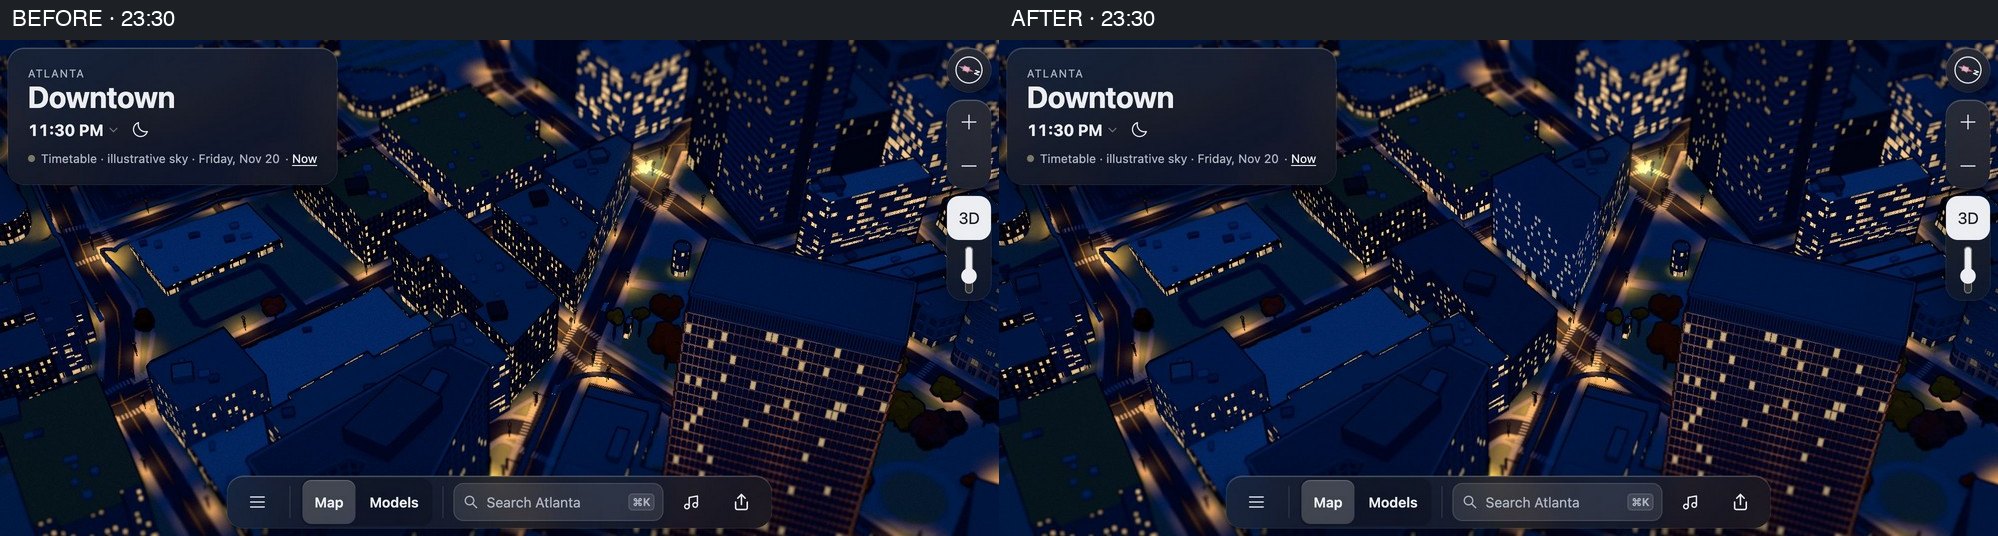 BEFORE · 23:30
ATLANTA
Downtown
11:30 PM
Timetable · illustrative sky · Friday, Nov 20 · Now
N
+
−
3D
Map Models Search Atlanta ⌘K
AFTER · 23:30
ATLANTA
Downtown
11:30 PM
Timetable · illustrative sky · Friday, Nov 20 · Now
N
+
−
3D
Map Models Search Atlanta ⌘K